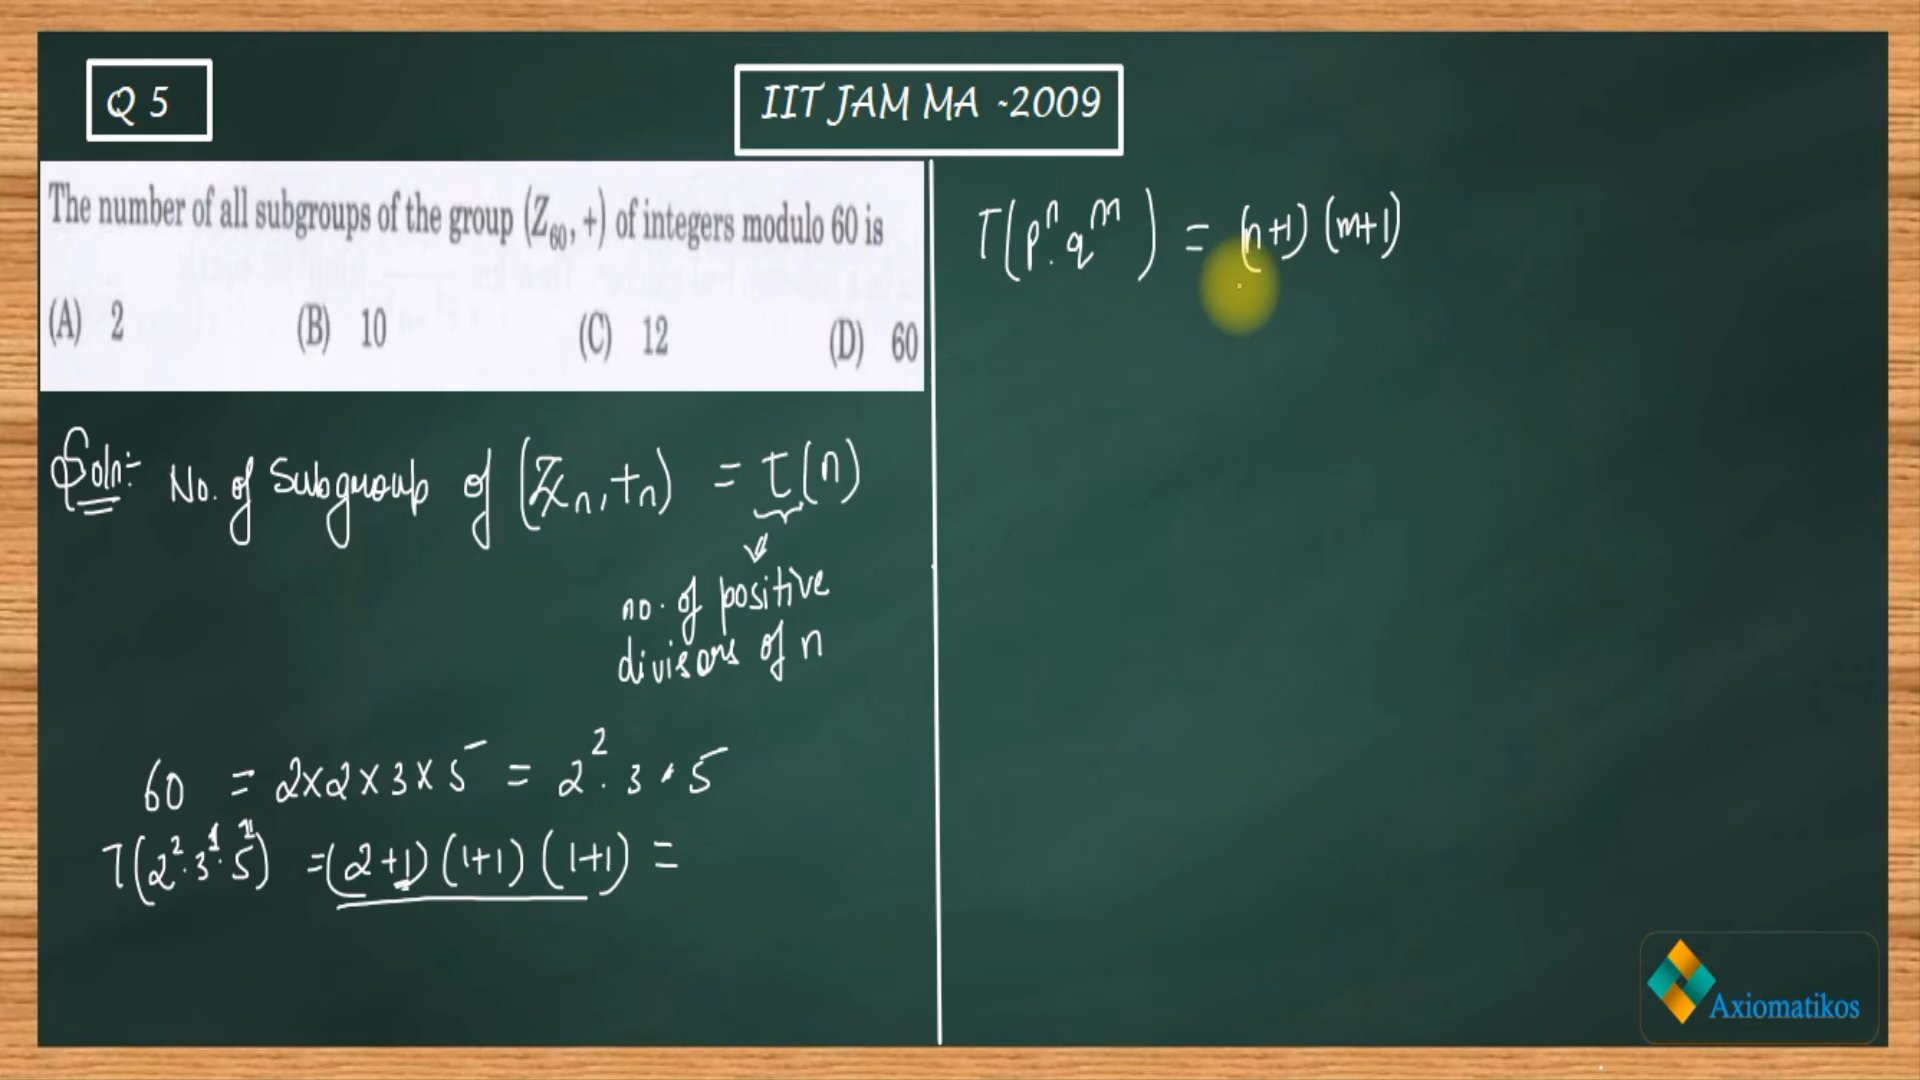 Q 5
IIT JAM MA -2009
The number of all subgroups of the group (Z₆₀, +) of integers modulo 60 is
(A) 2 (B) 10 (C) 12 (D) 60
Soln:- No. of Subgroup of (ℤₙ, +ₙ) = τ(n)
no. of positive
divisors of n
60 = 2×2×3×5 = 2².3.5
T(2².3¹.5¹) = (2+1)(1+1)(1+1) =
T(pⁿ.qᵐ) = (n+1)(m+1)
Axiomatikos